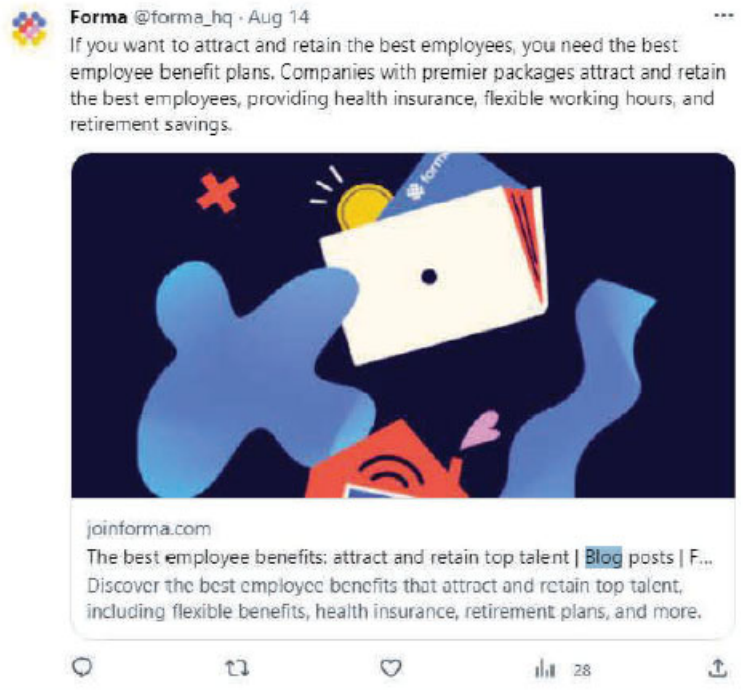 Forma @forma_hq · Aug 14
If you want to attract and retain the best employees, you need the best
employee benefit plans. Companies with premier packages attract and retain
the best employees, providing health insurance, flexible working hours, and
retirement savings.
forma
joinforma.com
The best employee benefits: attract and retain top talent | Blog posts | F...
Discover the best employee benefits that attract and retain top talent,
including flexible benefits, health insurance, retirement plans, and more.
28